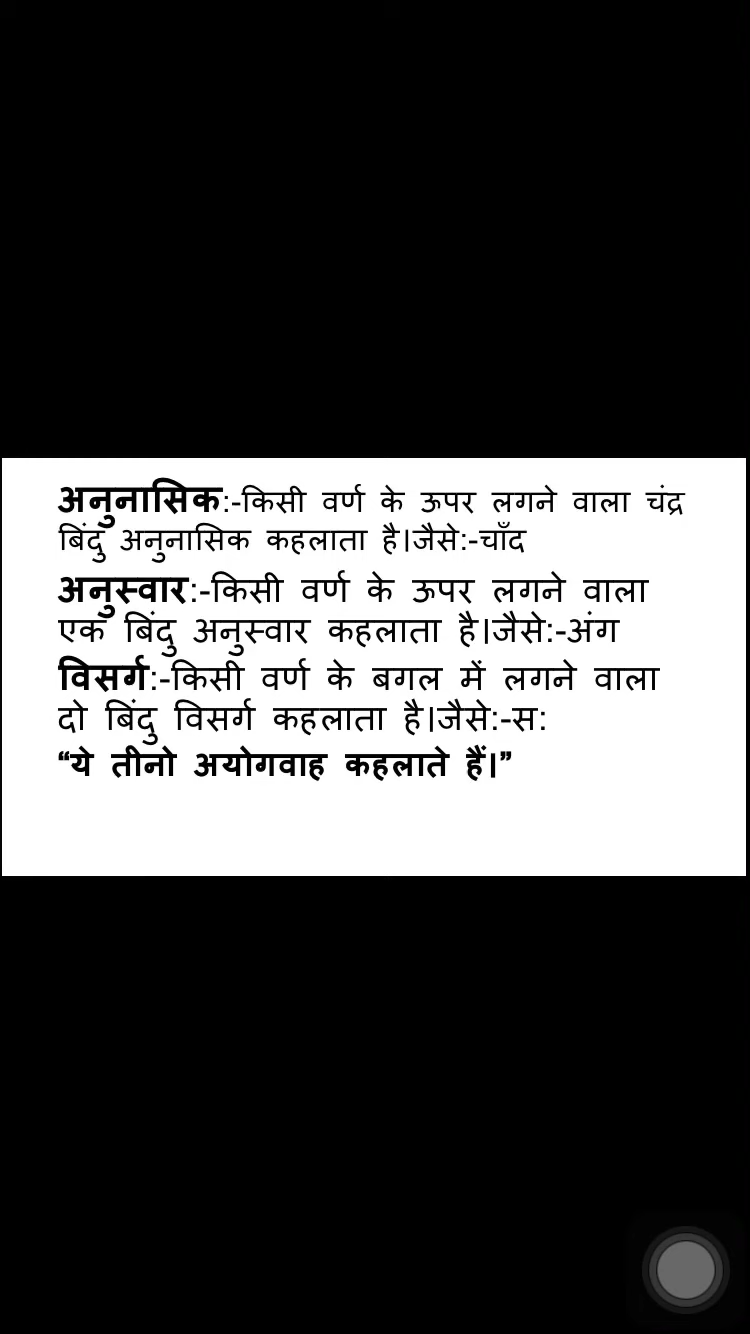 अनुनासिक:-किसी वर्ण के ऊपर लगने वाला चंद्र
बिंदु अनुनासिक कहलाता है।जैसे:-चाँद
अनुस्वार:-किसी वर्ण के ऊपर लगने वाला
एक बिंदु अनुस्वार कहलाता है।जैसे:-अंग
विसर्ग:-किसी वर्ण के बगल में लगने वाला
दो बिंदु विसर्ग कहलाता है।जैसे:-स:
“ये तीनो अयोगवाह कहलाते हैं।”